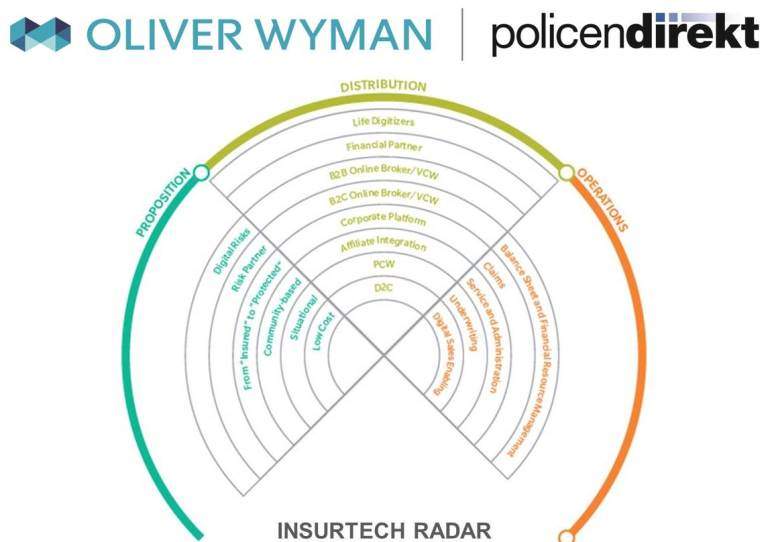 OLIVER WYMAN
policendirekt
DISTRIBUTION
Life Digitizers
Financial Partner
B2B Online Broker/VCW
B2C Online Broker/VCW
Corporate Platform
Affiliate Integration
PCW
D2C
PROPOSITION
Digital Risks
Risk Partner
From "Insured" to "Protected"
Community-based
Situational
Low Cost
OPERATIONS
Balance Sheet and Financial Resource Management
Claims
Service and Administration
Underwriting
Digital Sales Enabling
INSURTECH RADAR